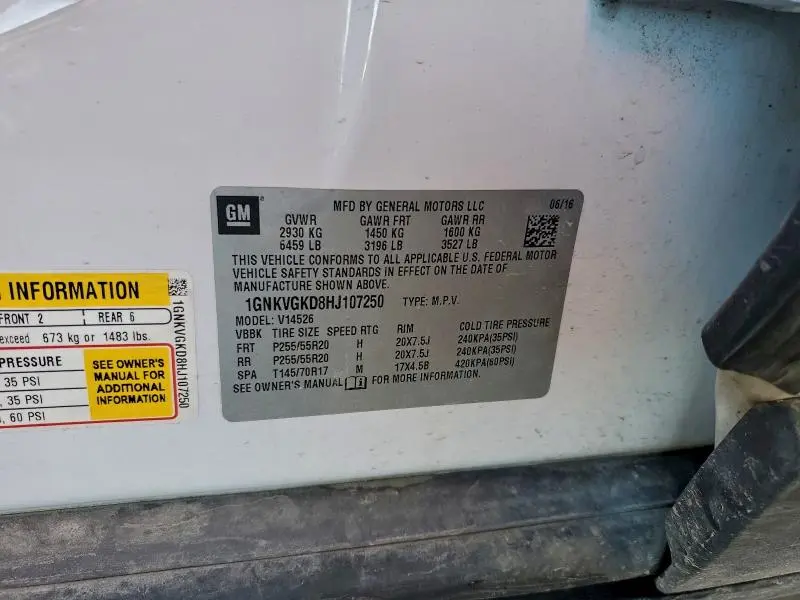 GM
MFD BY GENERAL MOTORS LLC 06/16
GVWR GAWR FRT GAWR RR
2930 KG 1450 KG 1600 KG
6459 LB 3196 LB 3527 LB
THIS VEHICLE CONFORMS TO ALL APPLICABLE U.S. FEDERAL MOTOR
VEHICLE SAFETY STANDARDS IN EFFECT ON THE DATE OF
MANUFACTURE SHOWN ABOVE.
1GNKVGKD8HJ107250 TYPE: M.P.V.
MODEL: V14526
VBBK TIRE SIZE SPEED RTG RIM COLD TIRE PRESSURE
FRT P255/55R20 H 20X7.5J 240KPA(35PSI)
RR P255/55R20 H 20X7.5J 240KPA(35PSI)
SPA T145/70R17 M 17X4.5B 420KPA(60PSI)
SEE OWNER'S MANUAL FOR MORE INFORMATION.
INFORMATION
FRONT 2 REAR 6
exceed 673 kg or 1483 lbs.
PRESSURE
35 PSI
35 PSI
60 PSI
SEE OWNER'S
MANUAL FOR
ADDITIONAL
INFORMATION
1GNKVGKD8HJ107250